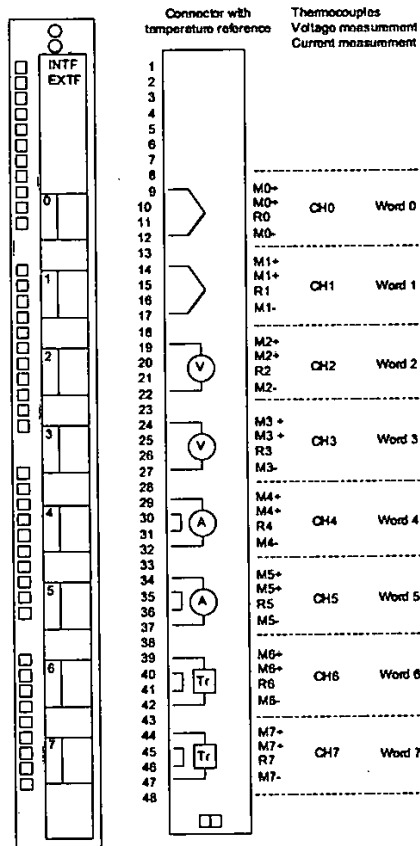 Connector with
temperature reference
Thermocouples
Voltage measurement
Current measurement
INTF
EXTF
0
1
2
3
4
5
6
7
1
2
3
4
5
6
7
8
9
10
11
12
13
14
15
16
17
18
19
20
21
22
23
24
25
26
27
28
29
30
31
32
33
34
35
36
37
38
39
40
41
42
43
44
45
46
47
48
V
V
A
A
Tr
Tr
M0+
M0+
R0
M0-
CH0 Word 0
M1+
M1+
R1
M1-
CH1 Word 1
M2+
M2+
R2
M2-
CH2 Word 2
M3 +
M3 +
R3
M3-
CH3 Word 3
M4+
M4+
R4
M4-
CH4 Word 4
M5+
M5+
R5
M5-
CH5 Word 5
M6+
M6+
R6
M6-
CH6 Word 6
M7+
M7+
R7
M7-
CH7 Word 7